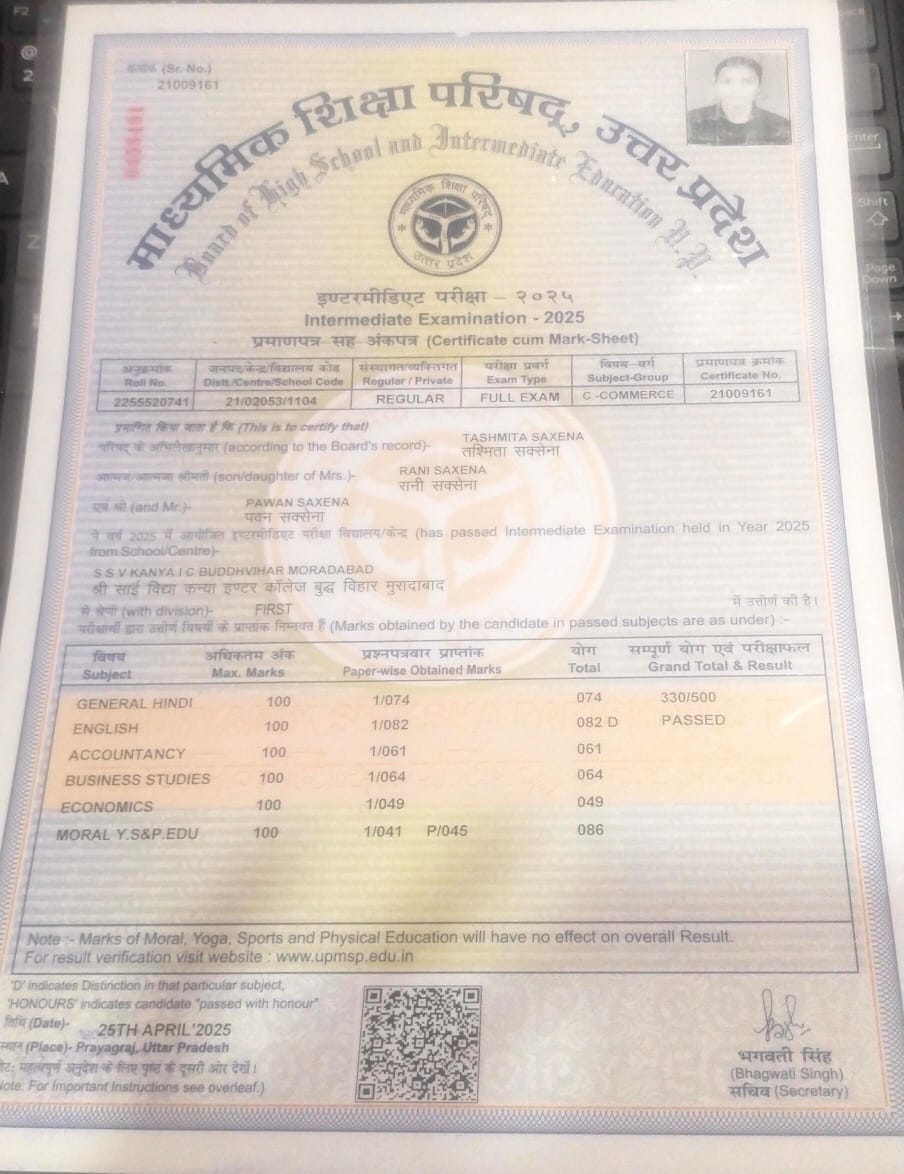 क्रमांक (Sr. No.)
21009161
माध्यमिक शिक्षा परिषद्, उत्तर प्रदेश
Board of High School and Intermediate Education U.P.
माध्यमिक शिक्षा परिषद
उत्तर प्रदेश
इण्टरमीडिएट परीक्षा – २०२५
Intermediate Examination - 2025
प्रमाणपत्र सह अंकपत्र (Certificate cum Mark-Sheet)
अनुक्रमांक जनपद/केन्द्र/विद्यालय कोड संस्थागत/व्यक्तिगत परीक्षा प्रवर्ग विषय–वर्ग प्रमाणपत्र क्रमांक
Roll No. Distt./Centre/School Code Regular / Private Exam Type Subject-Group Certificate No.
2255520741 21/02053/1104 REGULAR FULL EXAM C -COMMERCE 21009161
प्रमाणित किया जाता है कि (This is to certify that)
परिषद के अभिलेखानुसार (according to the Board's record)- TASHMITA SAXENA
तश्मिता सक्सेना
आत्मज/आत्मजा श्रीमती (son/daughter of Mrs.)- RANI SAXENA
रानी सक्सेना
एवं श्री (and Mr.)- PAWAN SAXENA
पवन सक्सेना
ने वर्ष 2025 में आयोजित इण्टरमीडिएट परीक्षा विद्यालय/केन्द्र (has passed Intermediate Examination held in Year 2025
from School/Centre)-
S S V KANYA I C BUDDHVIHAR MORADABAD
श्री साई विद्या कन्या इण्टर कॉलेज बुद्ध विहार मुरादाबाद
से श्रेणी (with division)- FIRST में उत्तीर्ण की है।
परीक्षार्थी द्वारा उत्तीर्ण विषयों के प्राप्तांक निम्नवत हैं (Marks obtained by the candidate in passed subjects are as under) :-
विषय अधिकतम अंक प्रश्नपत्रवार प्राप्तांक योग सम्पूर्ण योग एवं परीक्षाफल
Subject Max. Marks Paper-wise Obtained Marks Total Grand Total & Result
GENERAL HINDI 100 1/074 074 330/500
ENGLISH 100 1/082 082 D PASSED
ACCOUNTANCY 100 1/061 061
BUSINESS STUDIES 100 1/064 064
ECONOMICS 100 1/049 049
MORAL Y.S&P.EDU 100 1/041 P/045 086
Note :- Marks of Moral, Yoga, Sports and Physical Education will have no effect on overall Result.
For result verification visit website : www.upmsp.edu.in
'D' indicates Distinction in that particular subject,
'HONOURS' indicates candidate "passed with honour"
तिथि (Date)- 25TH APRIL'2025
स्थान (Place)- Prayagraj, Uttar Pradesh
नोट: महत्वपूर्ण अनुदेश के लिए पृष्ठ के दूसरी ओर देखें।
Note: For Important Instructions see overleaf.)
भगवती सिंह
(Bhagwati Singh)
सचिव (Secretary)
F2
@
2
A
Z
Enter
Shift
Page
Down